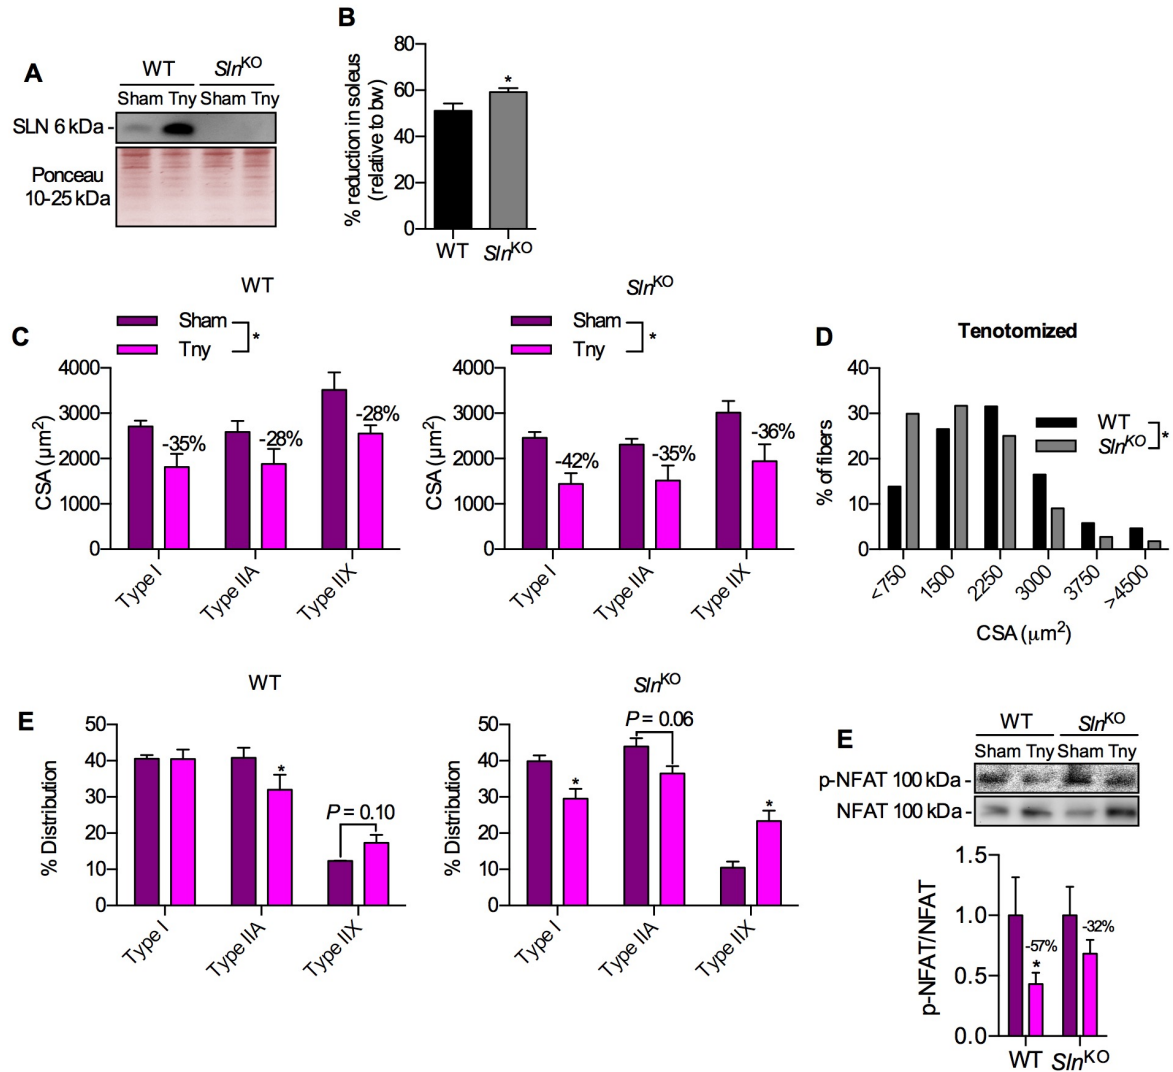 A
WT
SlnKO
Sham Tny Sham Tny
SLN 6 kDa -
Ponceau
10-25 kDa
B
% reduction in soleus
(relative to bw)
80
60
40
20
0
*
WT
SlnKO
C
WT
Sham
Tny
*
CSA (μm2)
4000
3000
2000
1000
0
-35%
-28%
-28%
Type I
Type IIA
Type IIX
SlnKO
Sham
Tny
*
CSA (μm2)
4000
3000
2000
1000
0
-42%
-35%
-36%
Type I
Type IIA
Type IIX
D
Tenotomized
% of fibers
40
30
20
10
0
WT
SlnKO
*
<750
1500
2250
3000
3750
>4500
CSA (μm2)
E
WT
% Distribution
50
40
30
20
10
0
*
P = 0.10
Type I
Type IIA
Type IIX
SlnKO
% Distribution
50
40
30
20
10
0
*
P = 0.06
*
Type I
Type IIA
Type IIX
E
WT
SlnKO
Sham Tny Sham Tny
p-NFAT 100 kDa -
NFAT 100 kDa -
p-NFAT/NFAT
1.5
1.0
0.5
0.0
-57%
*
-32%
WT
SlnKO